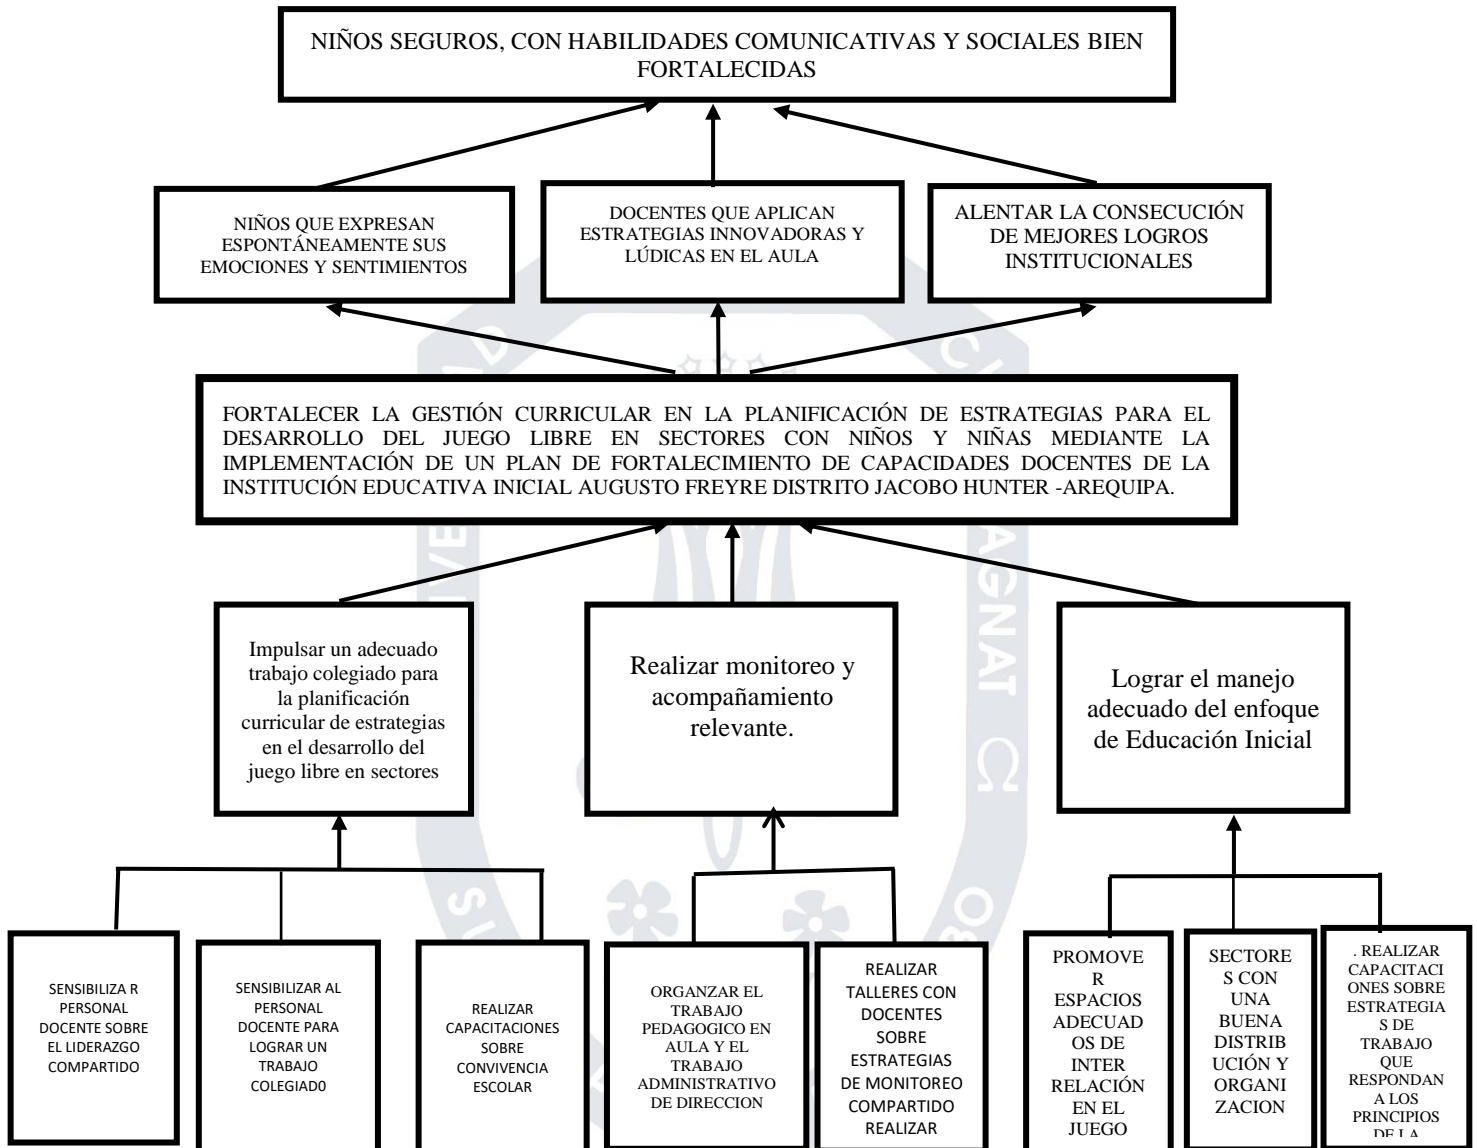 NIÑOS SEGUROS, CON HABILIDADES COMUNICATIVAS Y SOCIALES BIEN
FORTALECIDAS
NIÑOS QUE EXPRESAN
ESPONTÁNEAMENTE SUS
EMOCIONES Y SENTIMIENTOS
DOCENTES QUE APLICAN
ESTRATEGIAS INNOVADORAS Y
LÚDICAS EN EL AULA
ALENTAR LA CONSECUCIÓN
DE MEJORES LOGROS
INSTITUCIONALES
FORTALECER LA GESTIÓN CURRICULAR EN LA PLANIFICACIÓN DE ESTRATEGIAS PARA EL
DESARROLLO DEL JUEGO LIBRE EN SECTORES CON NIÑOS Y NIÑAS MEDIANTE LA
IMPLEMENTACIÓN DE UN PLAN DE FORTALECIMIENTO DE CAPACIDADES DOCENTES DE LA
INSTITUCIÓN EDUCATIVA INICIAL AUGUSTO FREYRE DISTRITO JACOBO HUNTER -AREQUIPA.
Impulsar un adecuado
trabajo colegiado para
la planificación
curricular de estrategias
en el desarrollo del
juego libre en sectores
Realizar monitoreo y
acompañamiento
relevante.
Lograr el manejo
adecuado del enfoque
de Educación Inicial
SENSIBILIZA R
PERSONAL
DOCENTE SOBRE
EL LIDERAZGO
COMPARTIDO
SENSIBILIZAR AL
PERSONAL
DOCENTE PARA
LOGRAR UN
TRABAJO
COLEGIAD0
REALIZAR
CAPACITACIONES
SOBRE
CONVIVENCIA
ESCOLAR
ORGANZAR EL
TRABAJO
PEDAGOGICO EN
AULA Y EL
TRABAJO
ADMINISTRATIVO
DE DIRECCION
REALIZAR
TALLERES CON
DOCENTES
SOBRE
ESTRATEGIAS
DE MONITOREO
COMPARTIDO
REALIZAR
PROMOVE
R
ESPACIOS
ADECUAD
OS DE
INTER
RELACIÓN
EN EL
JUEGO
SECTORE
S CON
UNA
BUENA
DISTRIB
UCIÓN Y
ORGANI
ZACION
. REALIZAR
CAPACITACI
ONES SOBRE
ESTRATEGIA
S DE
TRABAJO
QUE
RESPONDAN
A LOS
PRINCIPIOS
DE LA